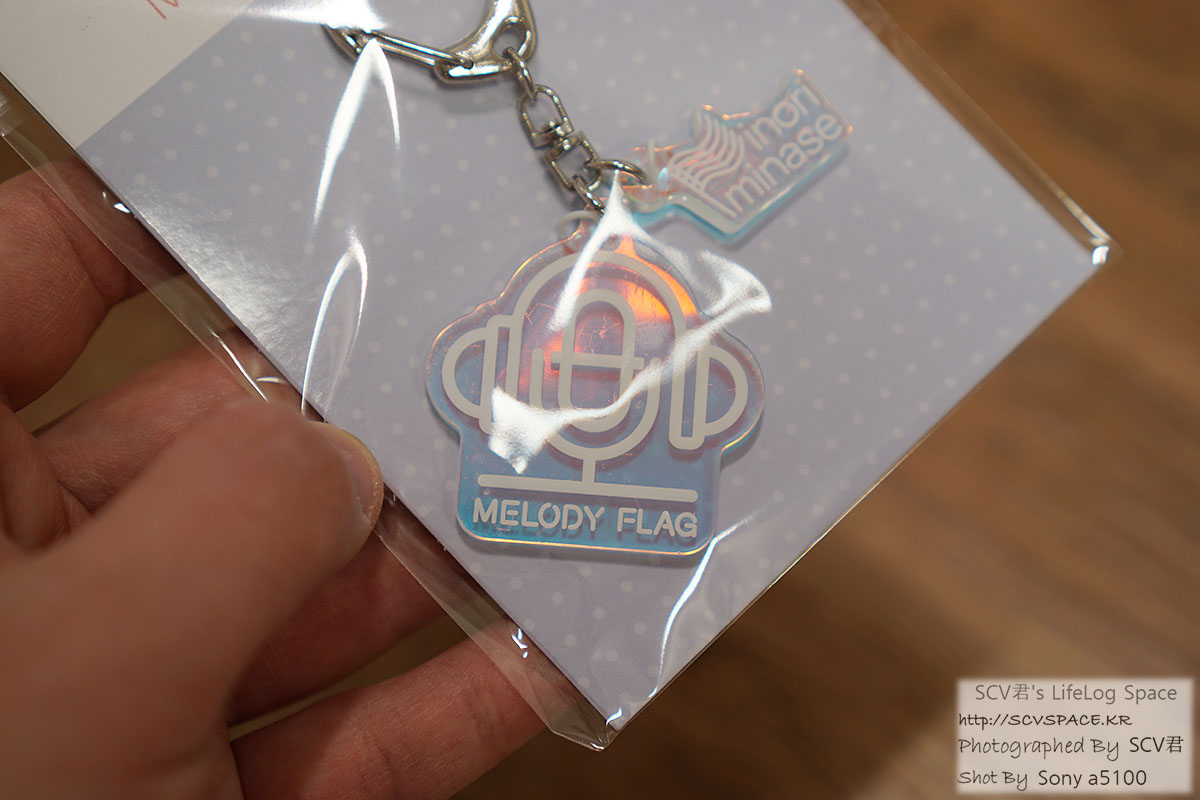 inori
minase
MELODY FLAG
SCV君's LifeLog Space
http://SCVSPACE.KR
Photographed By SCV君
Shot By Sony a5100